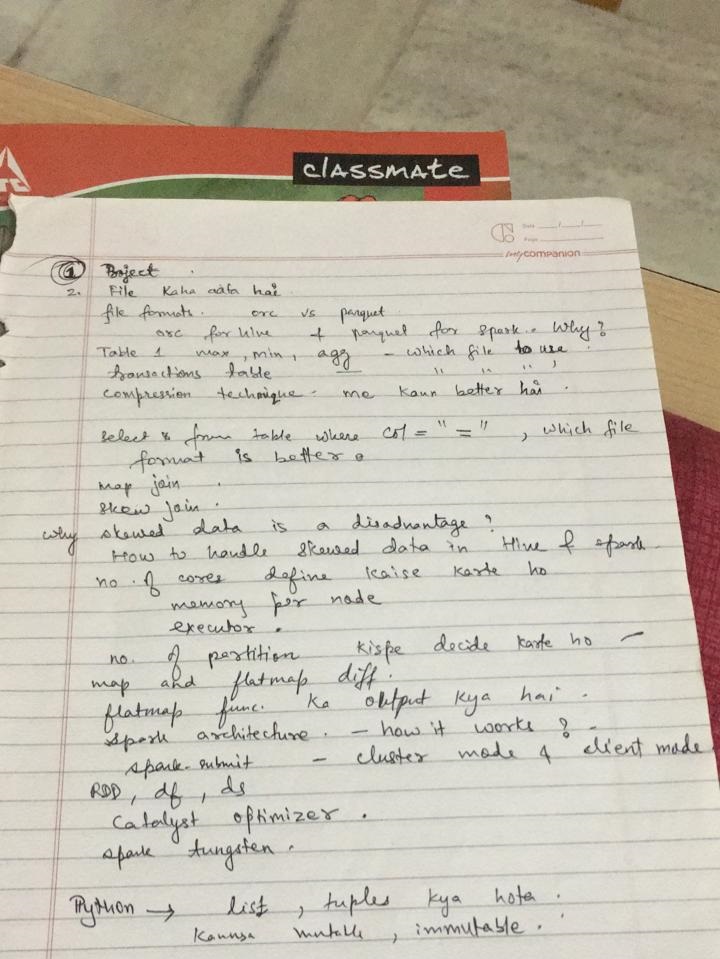 classmate
Date
Page
companion
① Project .
2. File Kaha aata hai
file formats. orc vs parquet
orc for hive & parquet for spark .. Why?
Table 1 max, min, agg - which file to use .
transactions table " " " ,
compression technique - me kaun better hai .
select * from table where col = " = " , which file
format is better .
map join .
skew join .
why skewed data is a disadvantage ?
How to handle skewed data in Hive & spark.
no. of cores define kaise karte ho
memory per node
executor .
no. of partition kispe decide karte ho -
map and flatmap diff .
flatmap func. ka output kya hai .
spark architecture . - how it works ? -
spark-submit - cluster mode & client mode
RDD, df, ds
Catalyst optimizer .
spark tungsten .
Python → list , tuples kya hota .
kaunsa mutable , immutable .